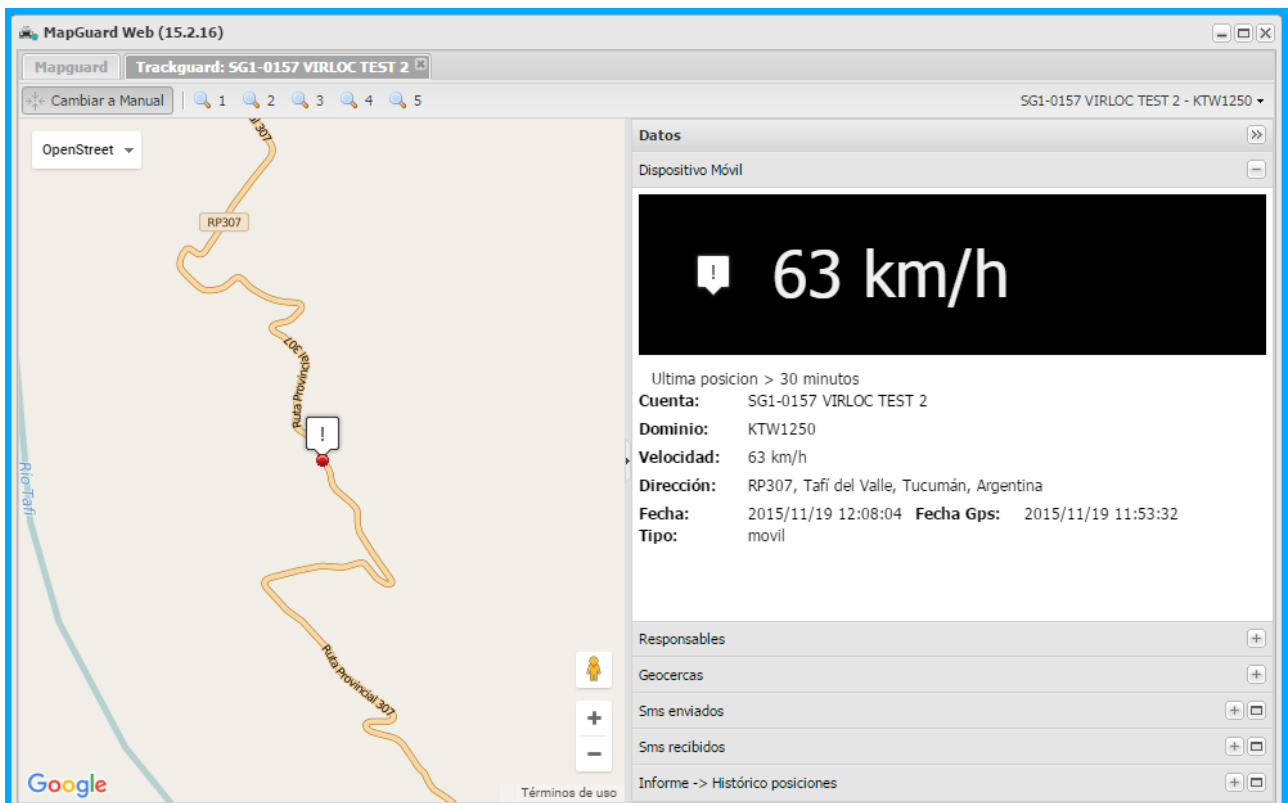 MapGuard Web (15.2.16)
Mapguard
Trackguard: SG1-0157 VIRLOC TEST 2
Cambiar a Manual
1
2
3
4
5
SG1-0157 VIRLOC TEST 2 - KTW1250
OpenStreet
307
RP307
Ruta Provincial 307
Río Tafí
Ruta Provincial 307
!
Google
Términos de uso
Datos
Dispositivo Móvil
! 63 km/h
Ultima posicion > 30 minutos
Cuenta: SG1-0157 VIRLOC TEST 2
Dominio: KTW1250
Velocidad: 63 km/h
Dirección: RP307, Tafí del Valle, Tucumán, Argentina
Fecha: 2015/11/19 12:08:04 Fecha Gps: 2015/11/19 11:53:32
Tipo: movil
Responsables
Geocercas
Sms enviados
Sms recibidos
Informe -> Histórico posiciones